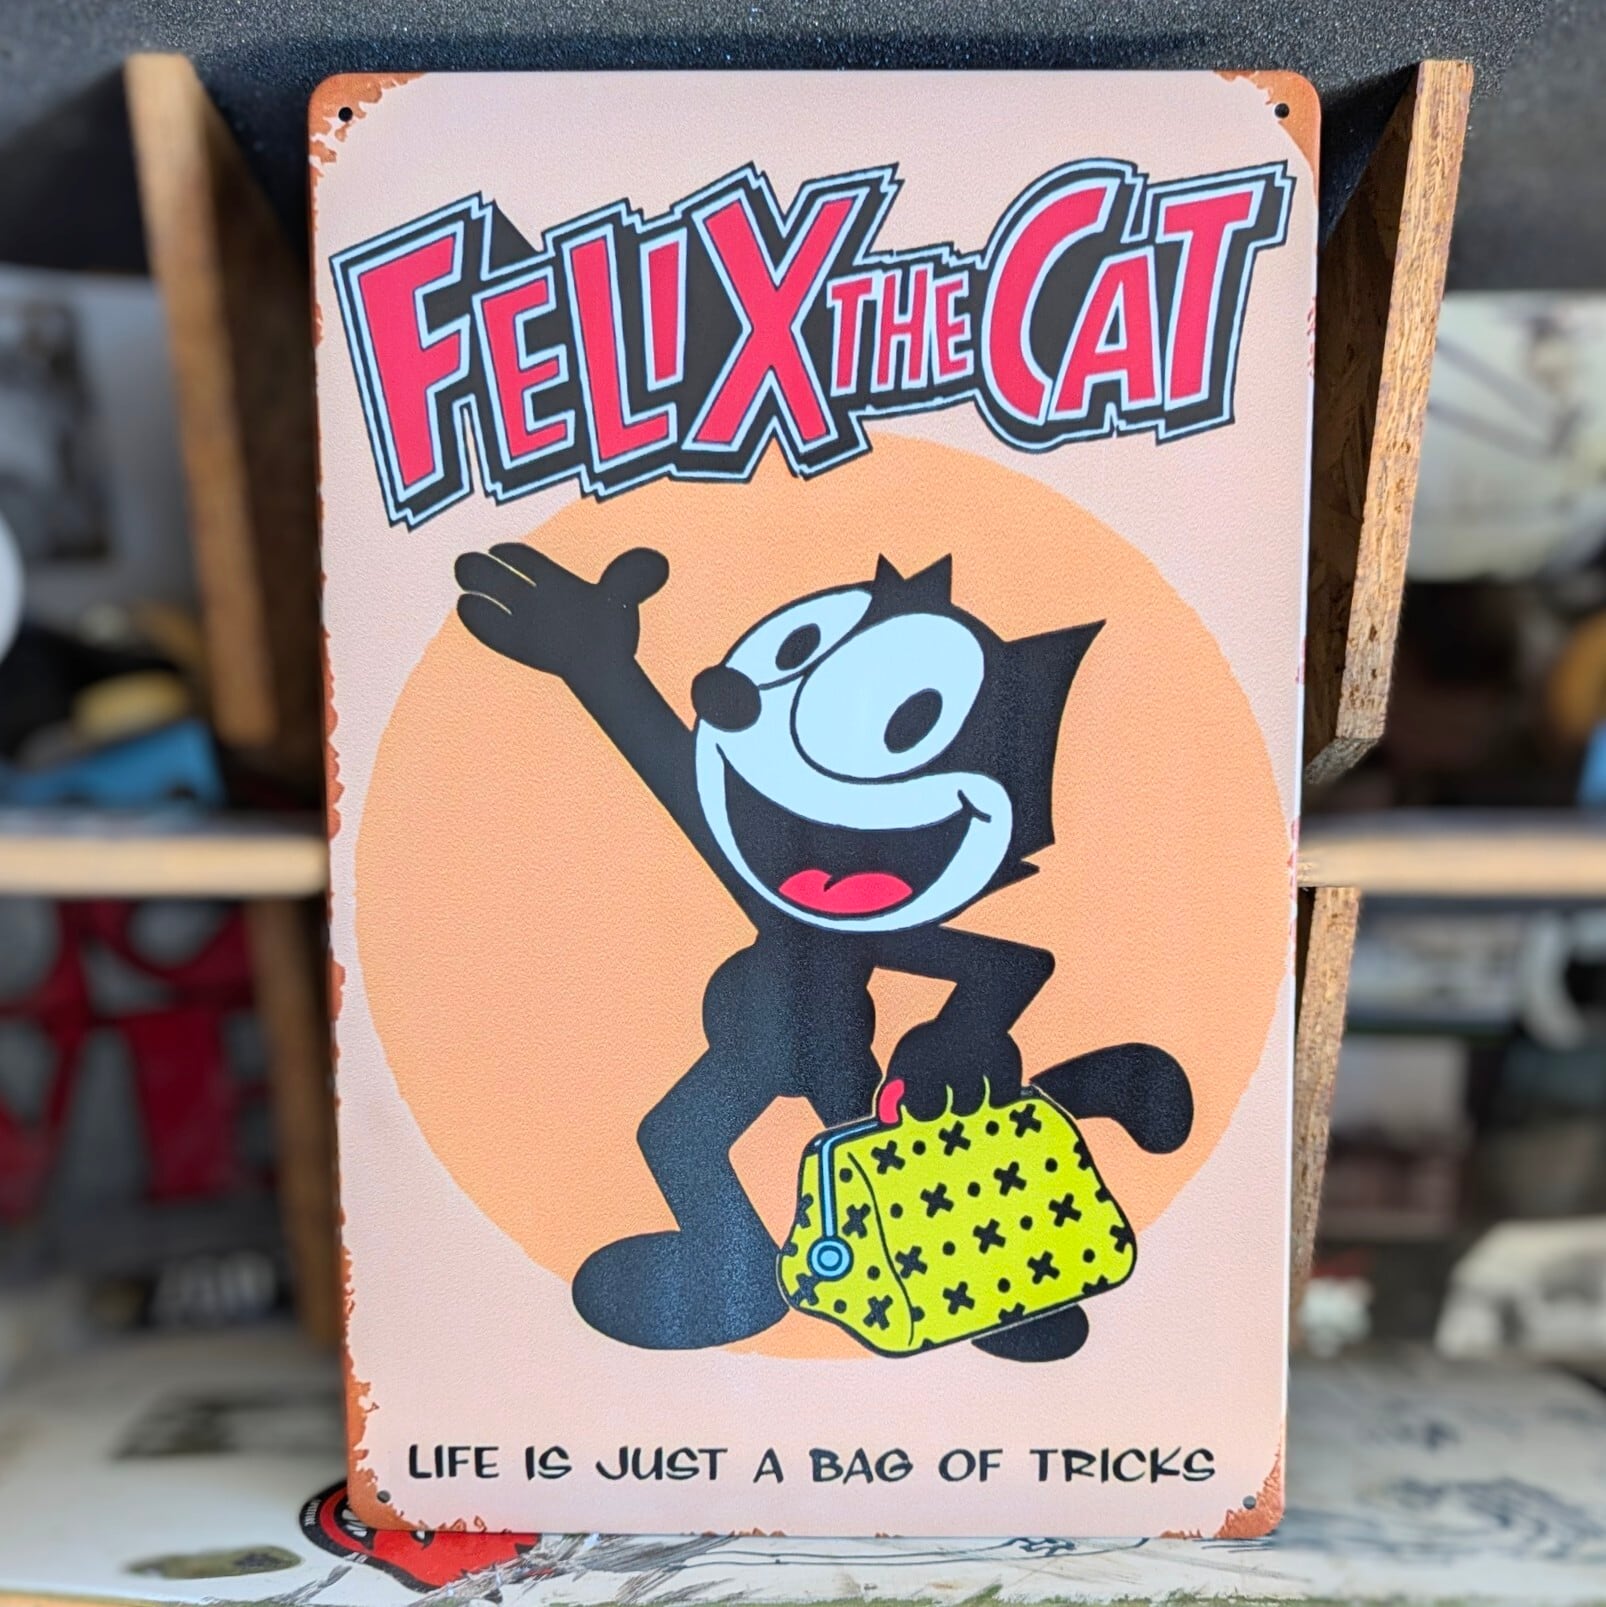 FELIX THE CAT
LIFE IS JUST A BAG OF TRICKS